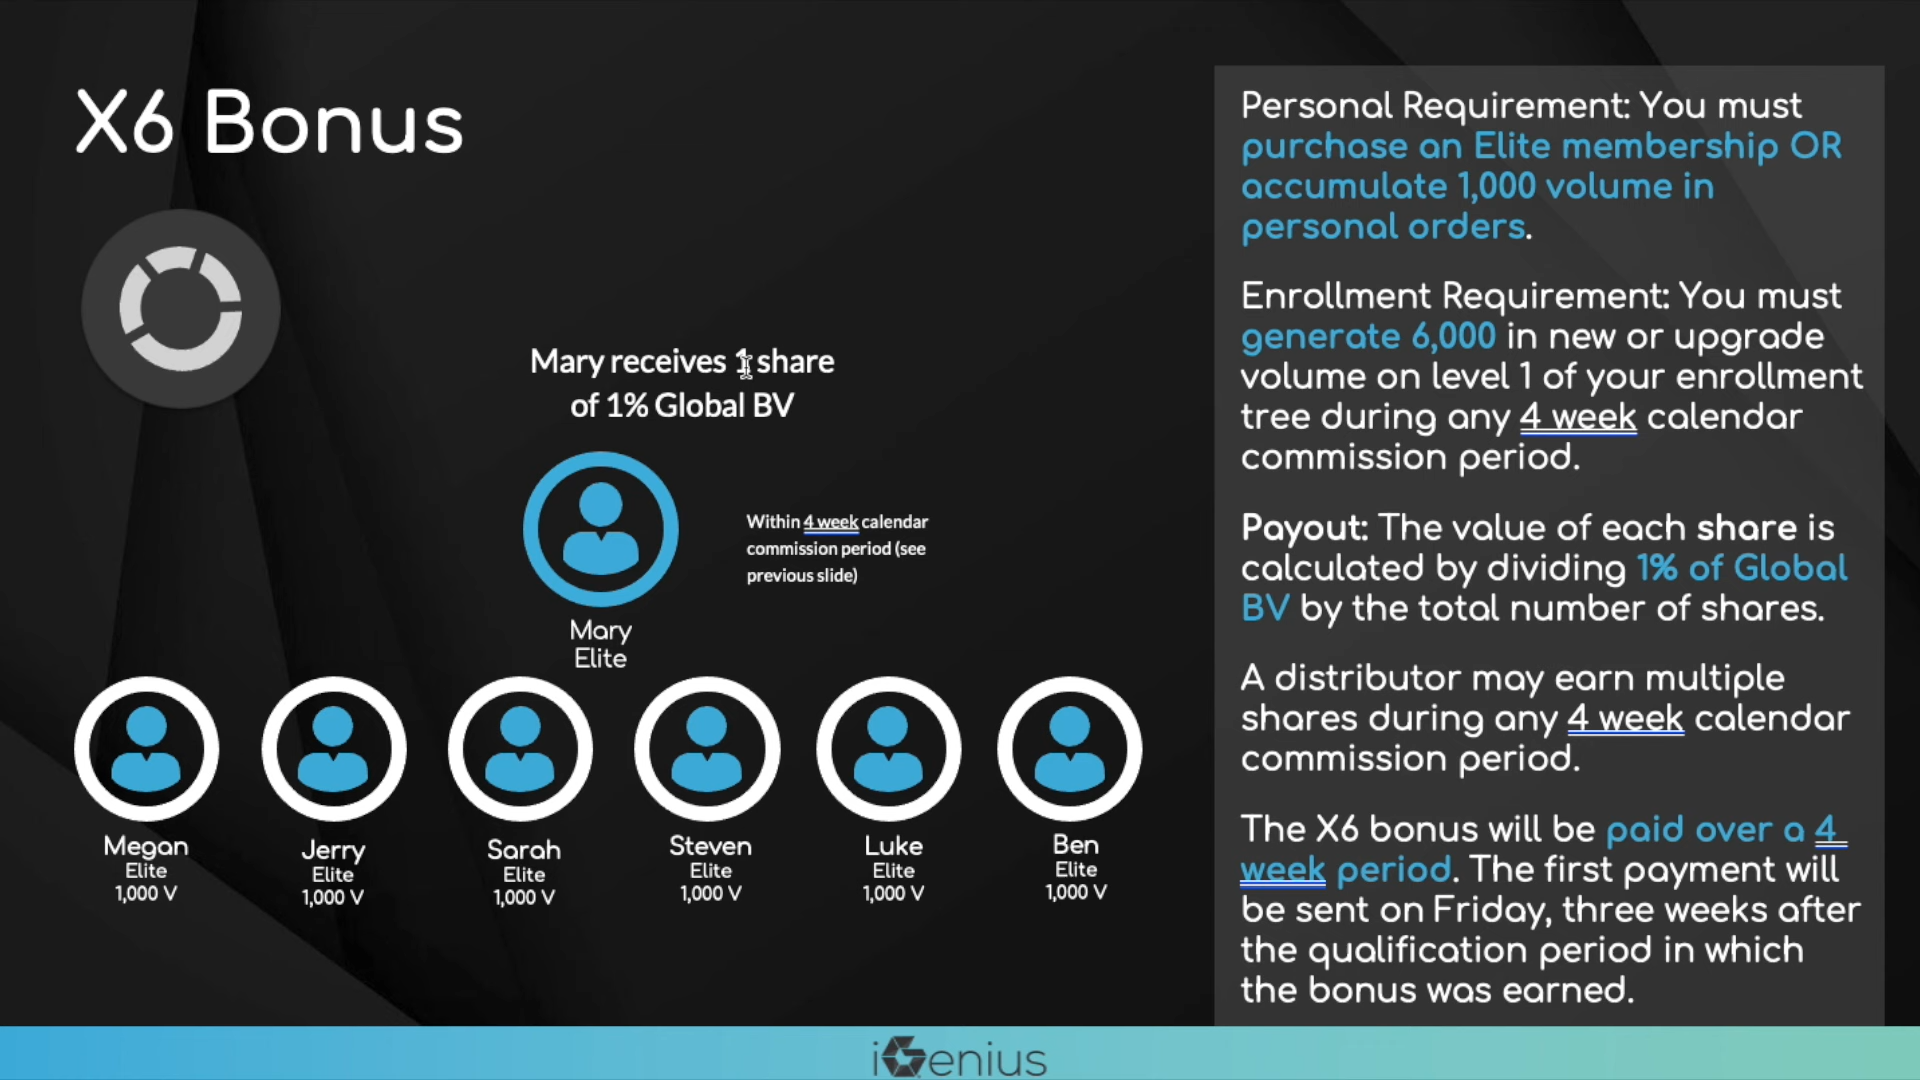 X6 Bonus
Mary receives 1 share
of 1% Global BV
Within 4 week calendar
commission period (see
previous slide)
Mary
Elite
Megan
Elite
1,000 V
Jerry
Elite
1,000 V
Sarah
Elite
1,000 V
Steven
Elite
1,000 V
Luke
Elite
1,000 V
Ben
Elite
1,000 V
Personal Requirement: You must
purchase an Elite membership OR
accumulate 1,000 volume in
personal orders.
Enrollment Requirement: You must
generate 6,000 in new or upgrade
volume on level 1 of your enrollment
tree during any 4 week calendar
commission period.
Payout: The value of each share is
calculated by dividing 1% of Global
BV by the total number of shares.
A distributor may earn multiple
shares during any 4 week calendar
commission period.
The X6 bonus will be paid over a 4
week period. The first payment will
be sent on Friday, three weeks after
the qualification period in which
the bonus was earned.
iGenius